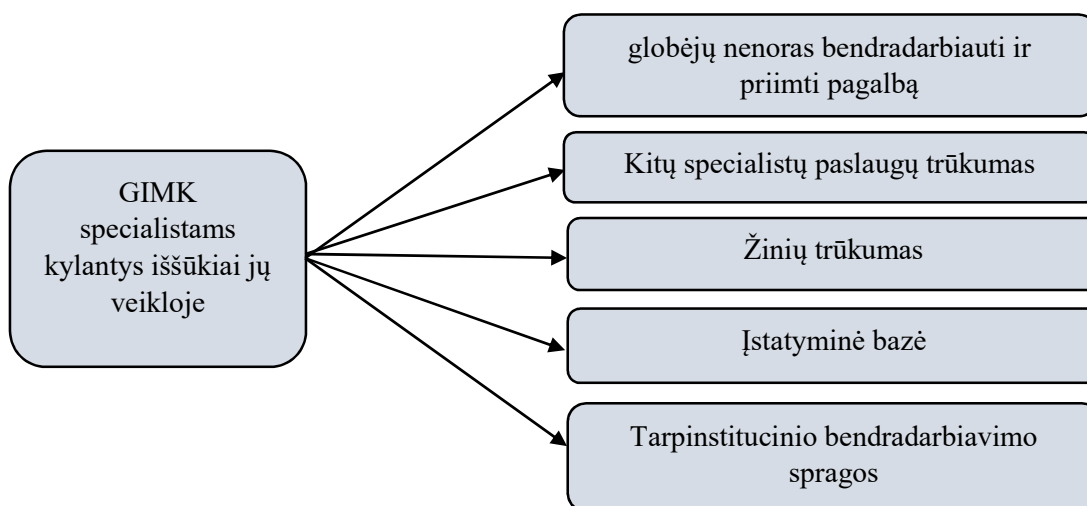 GIMK
specialistams
kylantys iššūkiai jų
veikloje
globėjų nenoras bendradarbiauti ir
priimti pagalbą
Kitų specialistų paslaugų trūkumas
Žinių trūkumas
Įstatyminė bazė
Tarpinstitucinio bendradarbiavimo
spragos